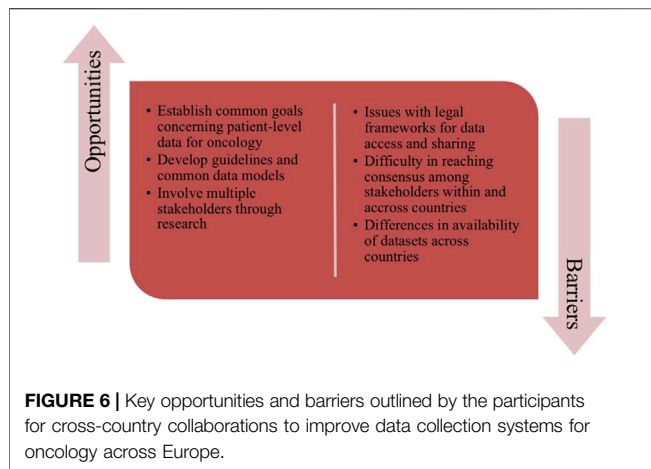 Opportunities
• Establish common goals
concerning patient-level
data for oncology
• Develop guidelines and
common data models
• Involve multiple
stakeholders through
research
• Issues with legal
frameworks for data
access and sharing
• Difficulty in reaching
consensus among
stakeholders within and
accross countries
• Differences in availability
of datasets across
countries
Barriers
FIGURE 6 | Key opportunities and barriers outlined by the participants
for cross-country collaborations to improve data collection systems for
oncology across Europe.